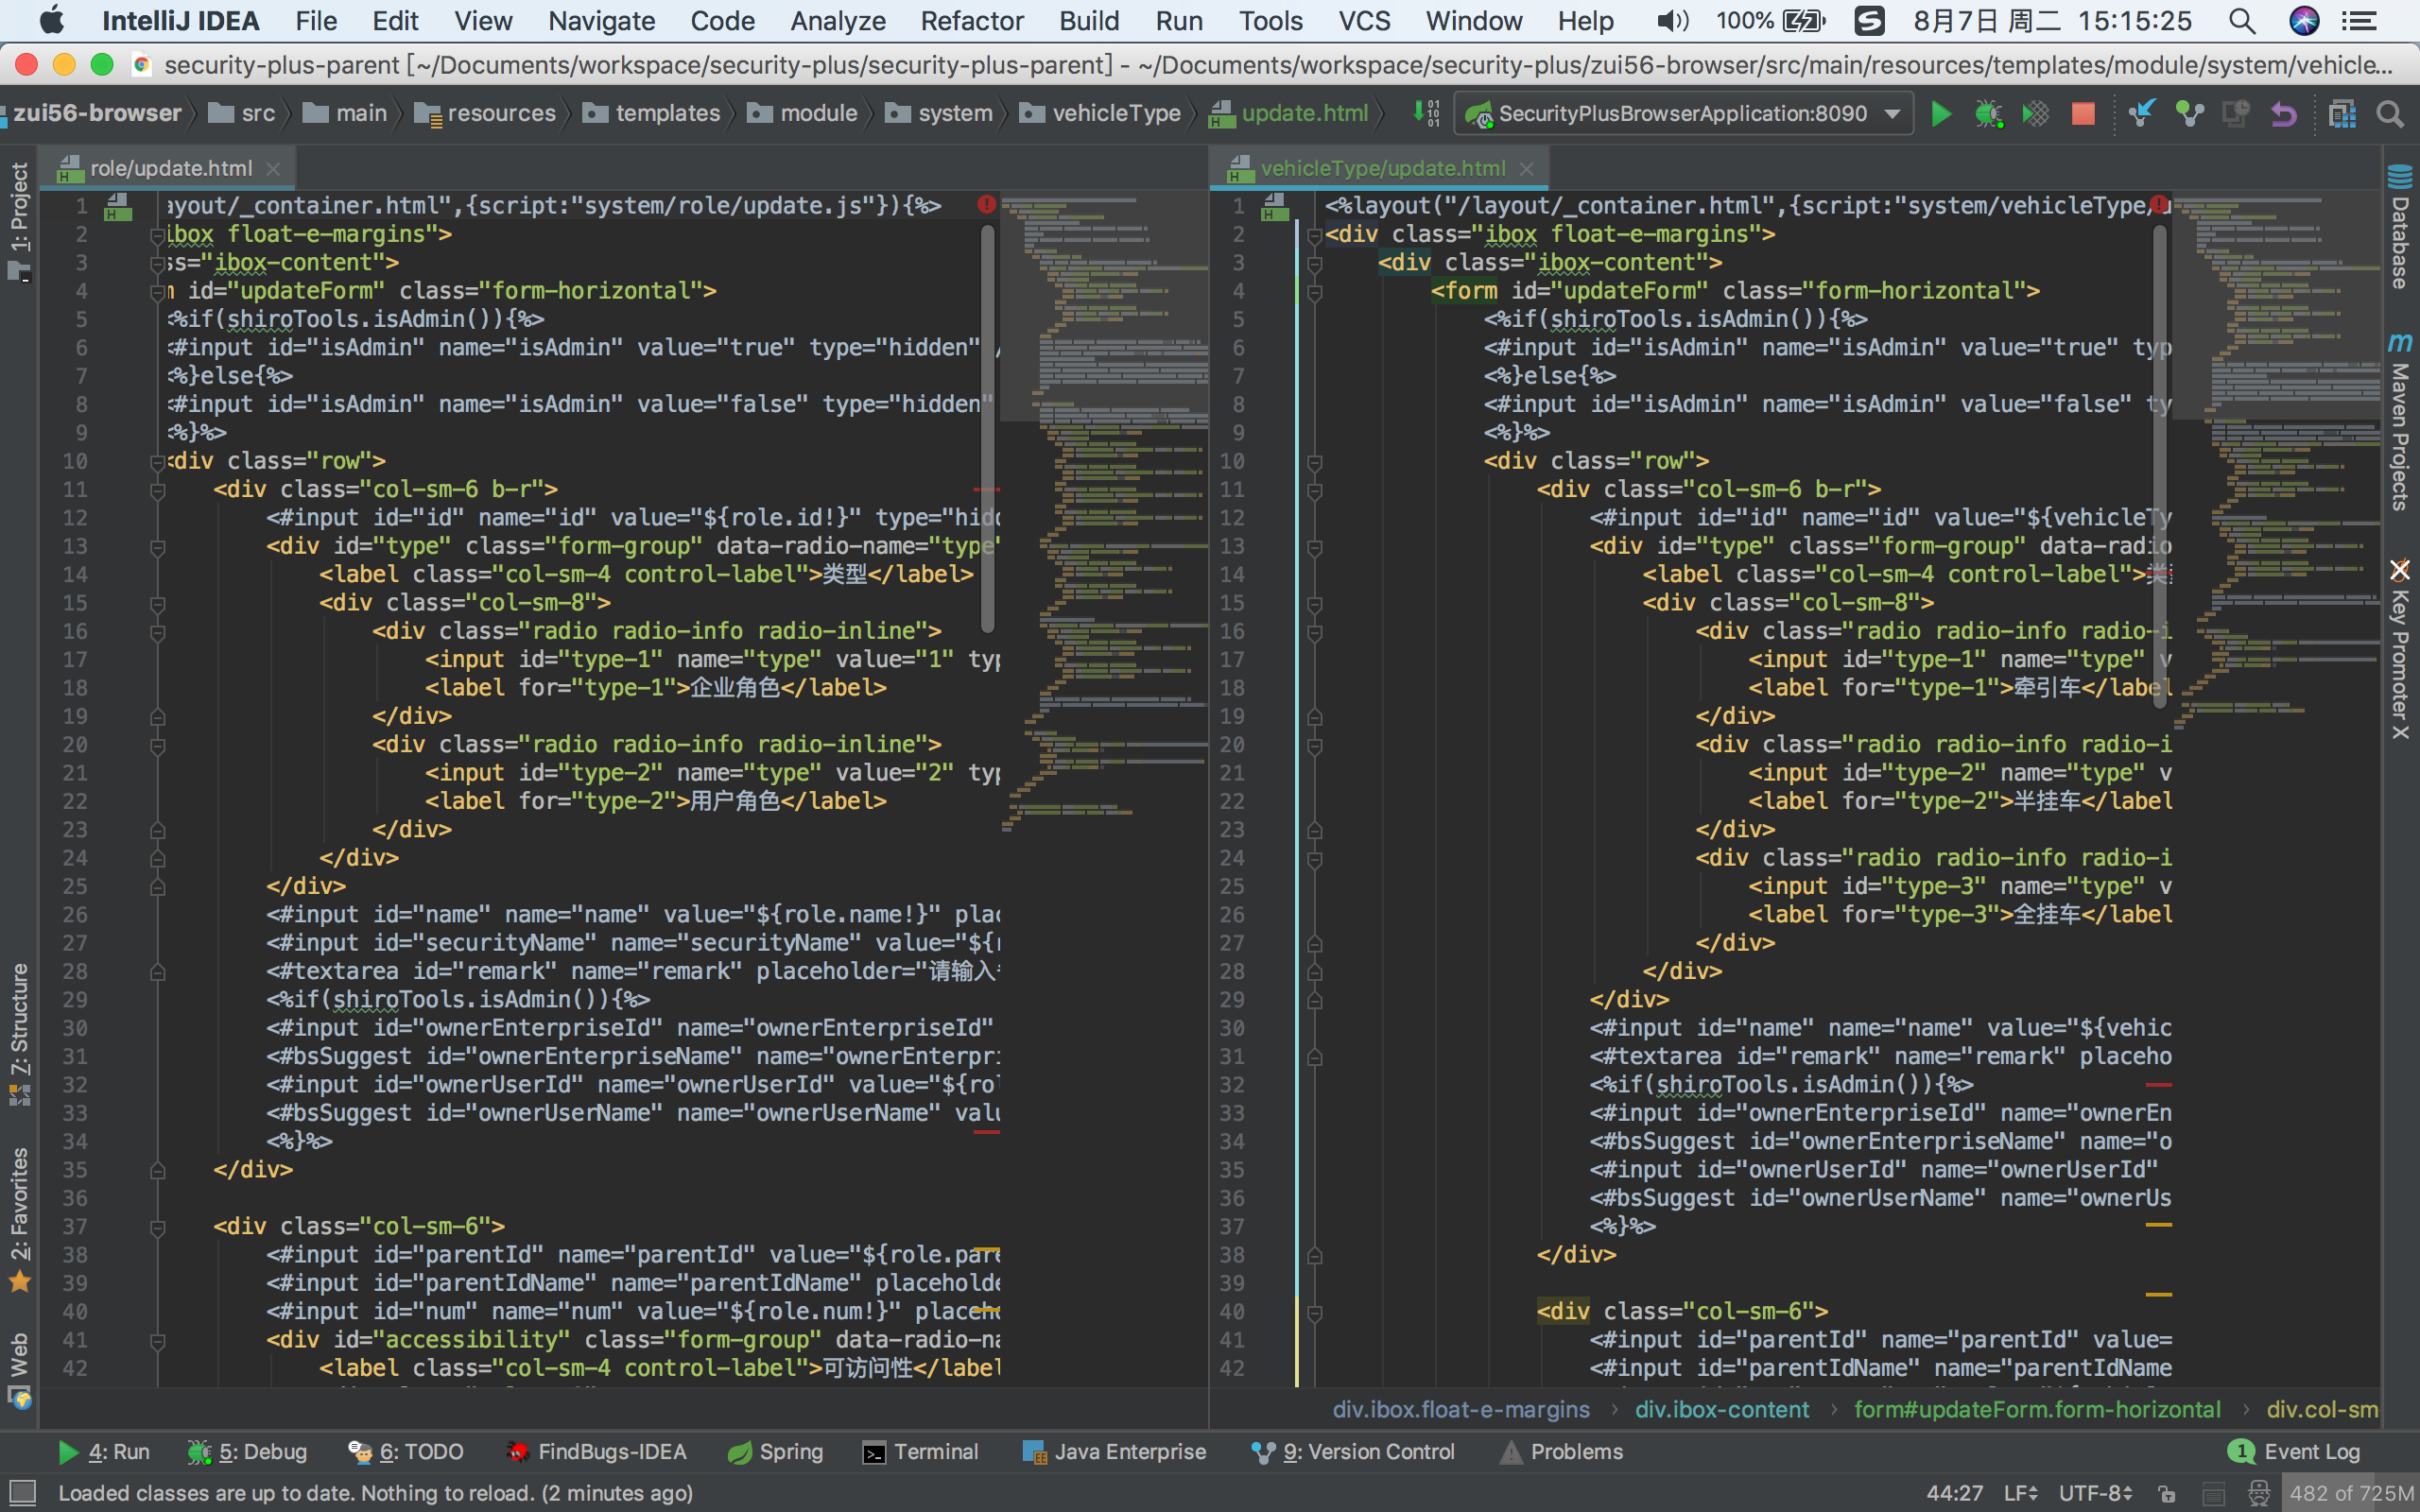 IntelliJ IDEA File Edit View Navigate Code Analyze Refactor Build Run Tools VCS Window Help 100% 8月7日 周二 15:15:25
security-plus-parent [~/Documents/workspace/security-plus/security-plus-parent] - ~/Documents/workspace/security-plus/zui56-browser/src/main/resources/templates/module/system/vehicle...
zui56-browser src main resources templates module system vehicleType update.html SecurityPlusBrowserApplication:8090
1: Project
7: Structure
2: Favorites
Web
role/update.html
1 ayout/_container.html",{script:"system/role/update.js"}){%>
2 ibox float-e-margins">
3 ss="ibox-content">
4 id="updateForm" class="form-horizontal">
5 <%if(shiroTools.isAdmin()){%>
6 <#input id="isAdmin" name="isAdmin" value="true" type="hidden" /
7 <%}else{%>
8 <#input id="isAdmin" name="isAdmin" value="false" type="hidden"
9 <%}%>
10 <div class="row">
11 <div class="col-sm-6 b-r">
12 <#input id="id" name="id" value="${role.id!}" type="hid
13 <div id="type" class="form-group" data-radio-name="type"
14 <label class="col-sm-4 control-label">类型</label>
15 <div class="col-sm-8">
16 <div class="radio radio-info radio-inline">
17 <input id="type-1" name="type" value="1" typ
18 <label for="type-1">企业角色</label>
19 </div>
20 <div class="radio radio-info radio-inline">
21 <input id="type-2" name="type" value="2" typ
22 <label for="type-2">用户角色</label>
23 </div>
24 </div>
25 </div>
26 <#input id="name" name="name" value="${role.name!}" plac
27 <#input id="securityName" name="securityName" value="${r
28 <#textarea id="remark" name="remark" placeholder="请输入
29 <%if(shiroTools.isAdmin()){%>
30 <#input id="ownerEnterpriseId" name="ownerEnterpriseId"
31 <#bsSuggest id="ownerEnterpriseName" name="ownerEnterpri
32 <#input id="ownerUserId" name="ownerUserId" value="${rol
33 <#bsSuggest id="ownerUserName" name="ownerUserName" valu
34 <%}%>
35 </div>
36
37 <div class="col-sm-6">
38 <#input id="parentId" name="parentId" value="${role.pare
39 <#input id="parentIdName" name="parentIdName" placeholde
40 <#input id="num" name="num" value="${role.num!}" placeho
41 <div id="accessibility" class="form-group" data-radio-na
42 <label class="col-sm-4 control-label">可访问性</label
vehicleType/update.html
1 <%layout("/layout/_container.html",{script:"system/vehicleType/u
2 <div class="ibox float-e-margins">
3 <div class="ibox-content">
4 <form id="updateForm" class="form-horizontal">
5 <%if(shiroTools.isAdmin()){%>
6 <#input id="isAdmin" name="isAdmin" value="true" typ
7 <%}else{%>
8 <#input id="isAdmin" name="isAdmin" value="false" ty
9 <%}%>
10 <div class="row">
11 <div class="col-sm-6 b-r">
12 <#input id="id" name="id" value="${vehicleTy
13 <div id="type" class="form-group" data-radio
14 <label class="col-sm-4 control-label">类
15 <div class="col-sm-8">
16 <div class="radio radio-info radio-i
17 <input id="type-1" name="type" v
18 <label for="type-1">牵引车</label
19 </div>
20 <div class="radio radio-info radio-i
21 <input id="type-2" name="type" v
22 <label for="type-2">半挂车</label
23 </div>
24 <div class="radio radio-info radio-i
25 <input id="type-3" name="type" v
26 <label for="type-3">全挂车</label
27 </div>
28 </div>
29 </div>
30 <#input id="name" name="name" value="${vehic
31 <#textarea id="remark" name="remark" placeho
32 <%if(shiroTools.isAdmin()){%>
33 <#input id="ownerEnterpriseId" name="ownerEn
34 <#bsSuggest id="ownerEnterpriseName" name="o
35 <#input id="ownerUserId" name="ownerUserId"
36 <#bsSuggest id="ownerUserName" name="ownerUs
37 <%}%>
38 </div>
39
40 <div class="col-sm-6">
41 <#input id="parentId" name="parentId" value=
42 <#input id="parentIdName" name="parentIdName
div.ibox.float-e-margins › div.ibox-content › form#updateForm.form-horizontal › div.col-sm
Database
Maven Projects
Key Promoter X
4: Run 5: Debug 6: TODO FindBugs-IDEA Spring Terminal Java Enterprise 9: Version Control Problems 1 Event Log
Loaded classes are up to date. Nothing to reload. (2 minutes ago) 44:27 LF UTF-8 482 of 725M